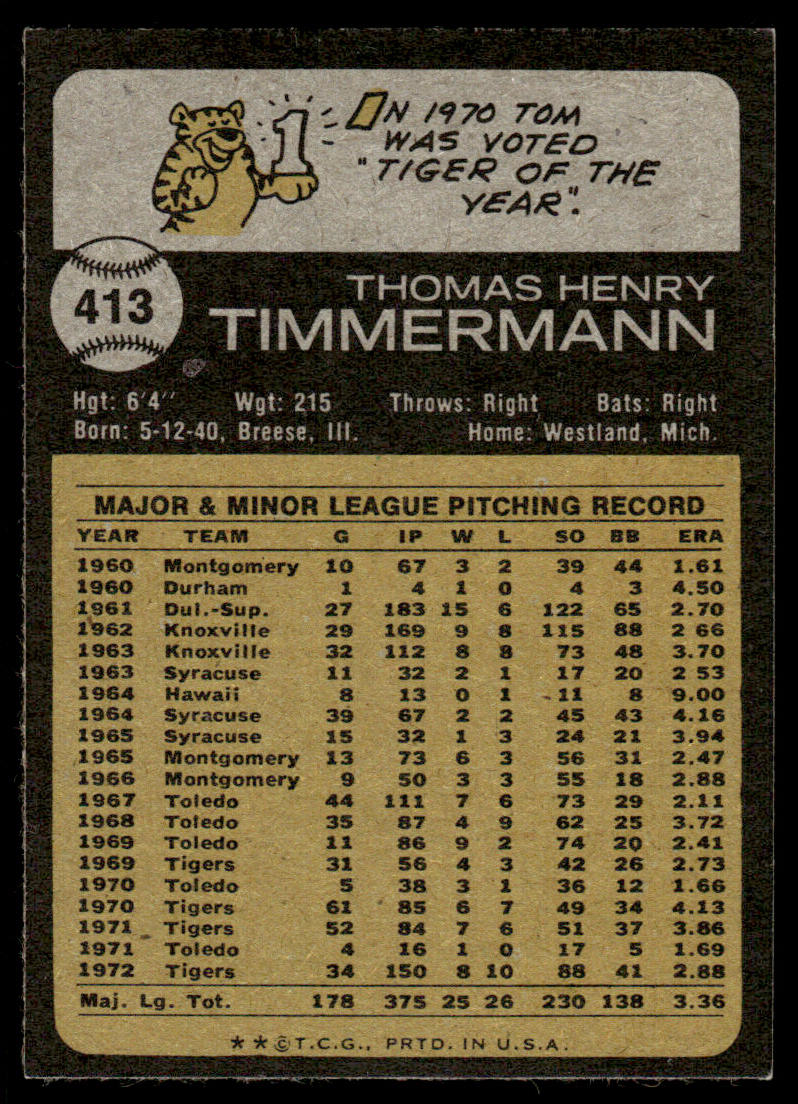 1
IN 1970 TOM
WAS VOTED
"TIGER OF THE
YEAR".
413
THOMAS HENRY
TIMMERMANN
Hgt: 6'4" Wgt: 215 Throws: Right Bats: Right
Born: 5-12-40, Breese, Ill. Home: Westland, Mich.
MAJOR & MINOR LEAGUE PITCHING RECORD
YEAR TEAM G IP W L SO BB ERA
1960 Montgomery 10 67 3 2 39 44 1.61
1960 Durham 1 4 1 0 4 3 4.50
1961 Dul.-Sup. 27 183 15 6 122 65 2.70
1962 Knoxville 29 169 9 8 115 88 2 66
1963 Knoxville 32 112 8 8 73 48 3.70
1963 Syracuse 11 32 2 1 17 20 2 53
1964 Hawaii 8 13 0 1 11 8 9.00
1964 Syracuse 39 67 2 2 45 43 4.16
1965 Syracuse 15 32 1 3 24 21 3.94
1965 Montgomery 13 73 6 3 56 31 2.47
1966 Montgomery 9 50 3 3 55 18 2.88
1967 Toledo 44 111 7 6 73 29 2.11
1968 Toledo 35 87 4 9 62 25 3.72
1969 Toledo 11 86 9 2 74 20 2.41
1969 Tigers 31 56 4 3 42 26 2.73
1970 Toledo 5 38 3 1 36 12 1.66
1970 Tigers 61 85 6 7 49 34 4.13
1971 Tigers 52 84 7 6 51 37 3.86
1971 Toledo 4 16 1 0 17 5 1.69
1972 Tigers 34 150 8 10 88 41 2.88
Maj. Lg. Tot. 178 375 25 26 230 138 3.36
**©T.C.G., PRTD. IN U.S.A.